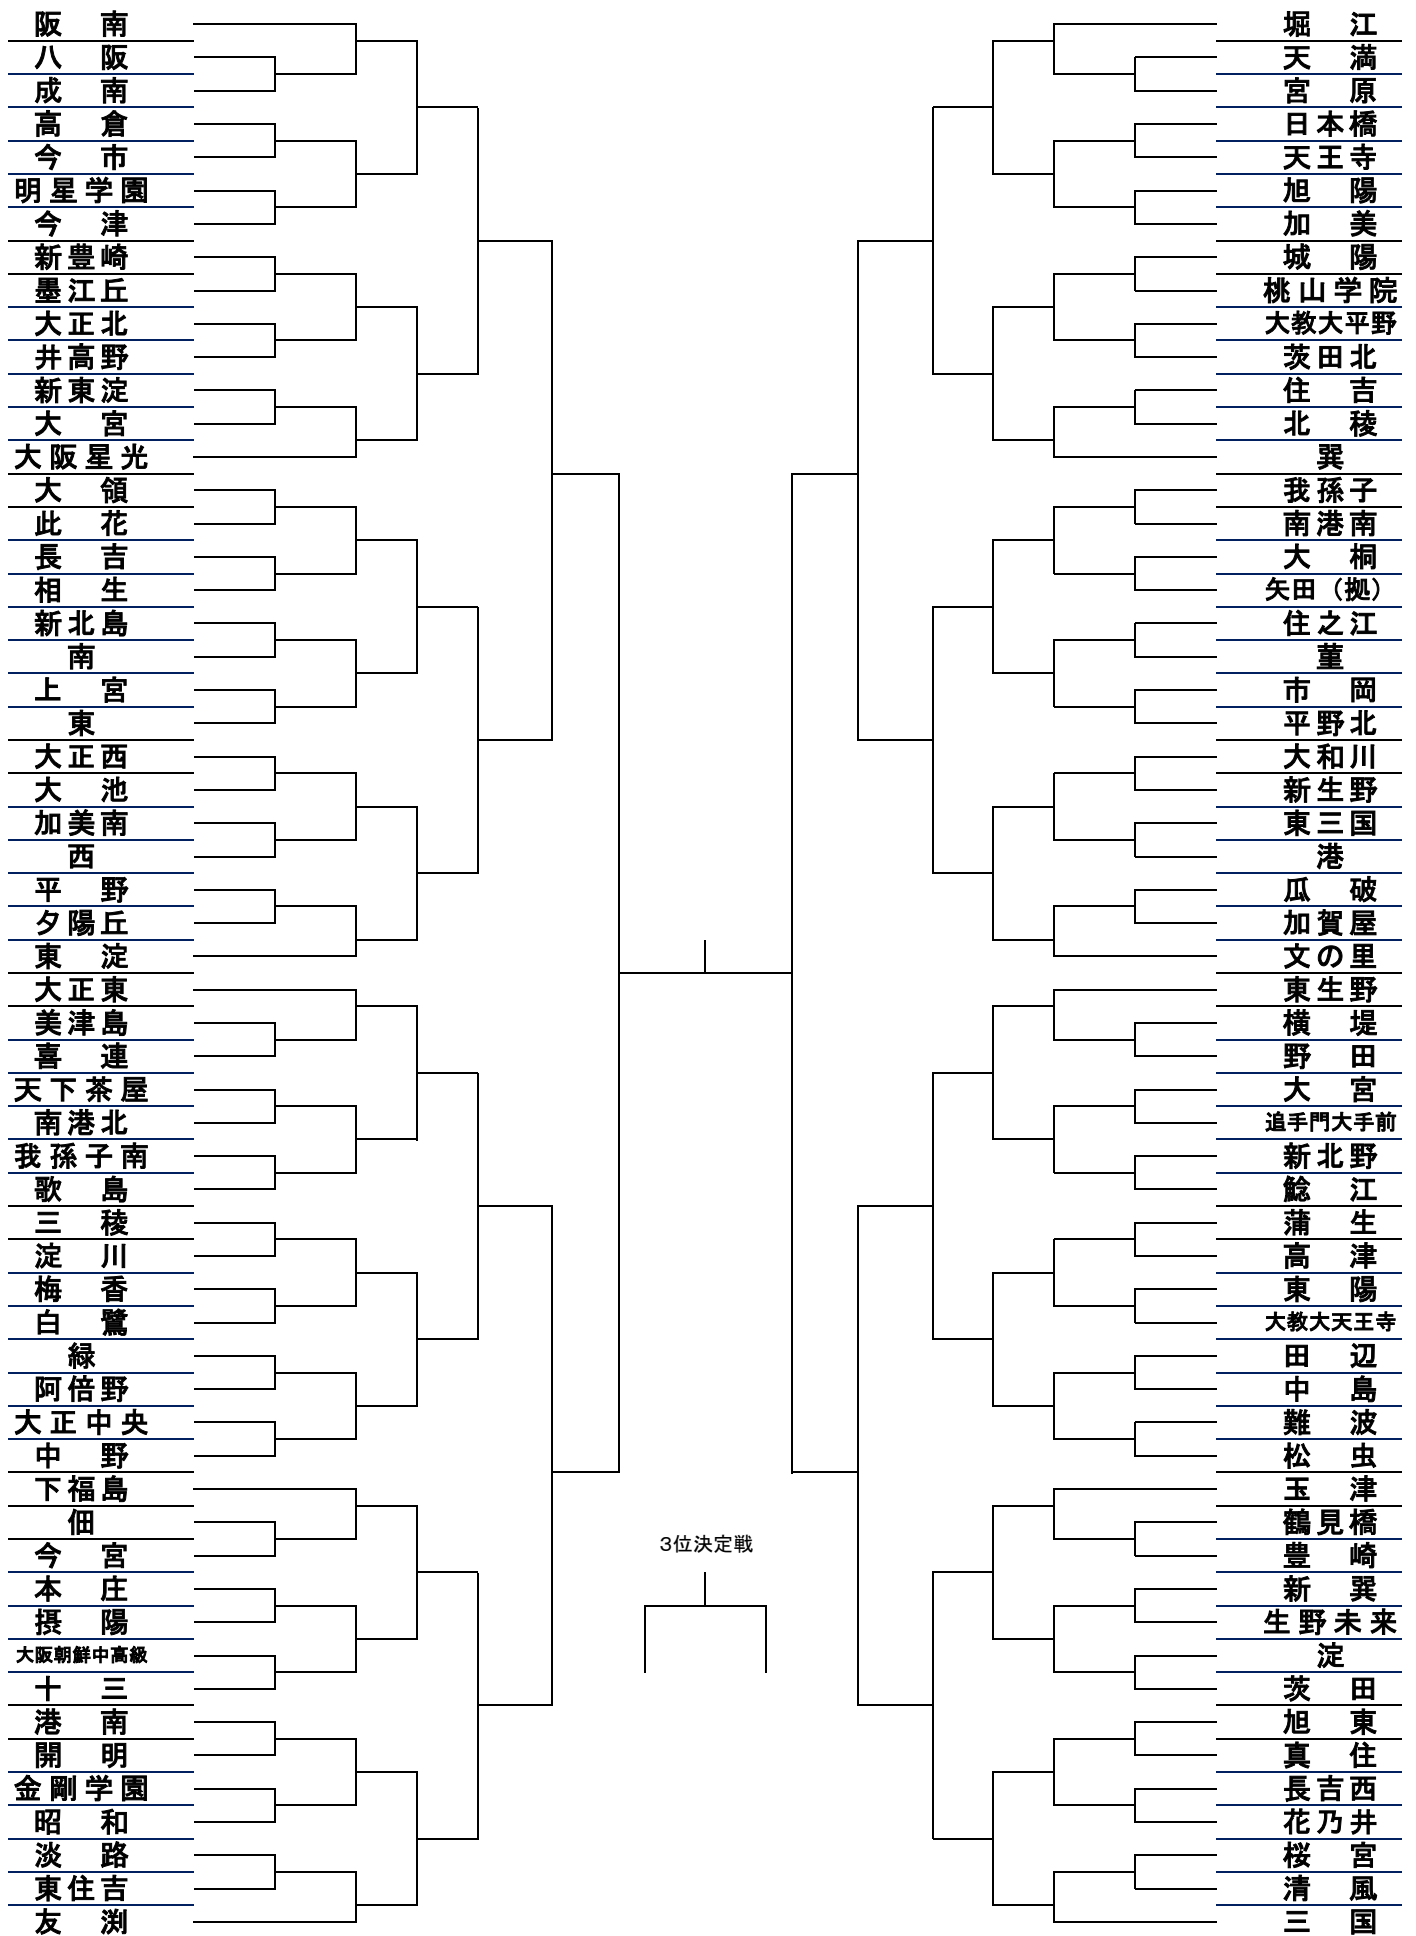 阪南
八阪
成南
高倉
今市
明星学園
今津
新豊崎
墨江丘
大正北
井高野
新東淀
大宮
大阪星光
大領
此花
長吉
相生
新北島
南
上宮
東
大正西
大池
加美南
西
平野
夕陽丘
東淀
大正東
美津島
喜連
天下茶屋
南港北
我孫子南
歌島
三稜
淀川
梅香
白鷺
緑
阿倍野
大正中央
中野
下福島
佃
今宮
本庄
摂陽
大阪朝鮮中高級
十三
港南
開明
金剛学園
昭和
淡路
東住吉
友渕
3位決定戦
堀江
天満
宮原
日本橋
天王寺
旭陽
加美
城陽
桃山学院
大教大平野
茨田北
住吉
北稜
巽
我孫子
南港南
大桐
矢田（拠）
住之江
菫
市岡
平野北
大和川
新生野
東三国
港
瓜破
加賀屋
文の里
東生野
横堤
野田
大宮
追手門大手前
新北野
鯰江
蒲生
高津
東陽
大教大天王寺
田辺
中島
難波
松虫
玉津
鶴見橋
豊崎
新巽
生野未来
淀
茨田
旭東
真住
長吉西
花乃井
桜宮
清風
三国